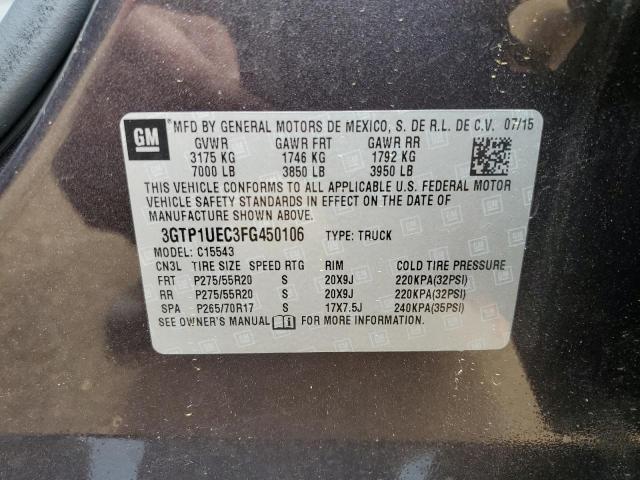 GM MFD BY GENERAL MOTORS DE MEXICO, S. DE R.L. DE C.V. 07/15
GVWR GAWR FRT GAWR RR
3175 KG 1746 KG 1792 KG
7000 LB 3850 LB 3950 LB
THIS VEHICLE CONFORMS TO ALL APPLICABLE U.S. FEDERAL MOTOR
VEHICLE SAFETY STANDARDS IN EFFECT ON THE DATE OF
MANUFACTURE SHOWN ABOVE.
3GTP1UEC3FG450106 TYPE: TRUCK
MODEL: C15543
CN3L TIRE SIZE SPEED RTG RIM COLD TIRE PRESSURE
FRT P275/55R20 S 20X9J 220KPA(32PSI)
RR P275/55R20 S 20X9J 220KPA(32PSI)
SPA P265/70R17 S 17X7.5J 240KPA(35PSI)
SEE OWNER'S MANUAL FOR MORE INFORMATION.